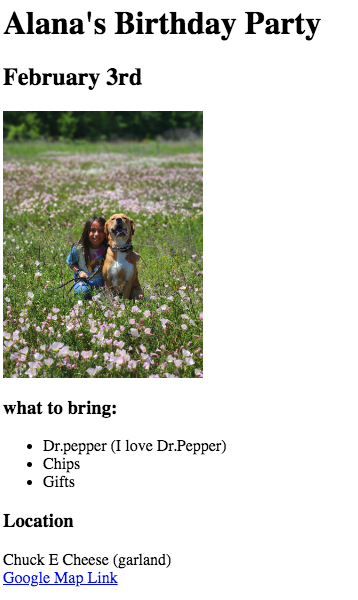 Alana's Birthday Party
February 3rd
what to bring:
Dr.pepper (I love Dr.Pepper)
Chips
Gifts
Location
Chuck E Cheese (garland)
Google Map Link